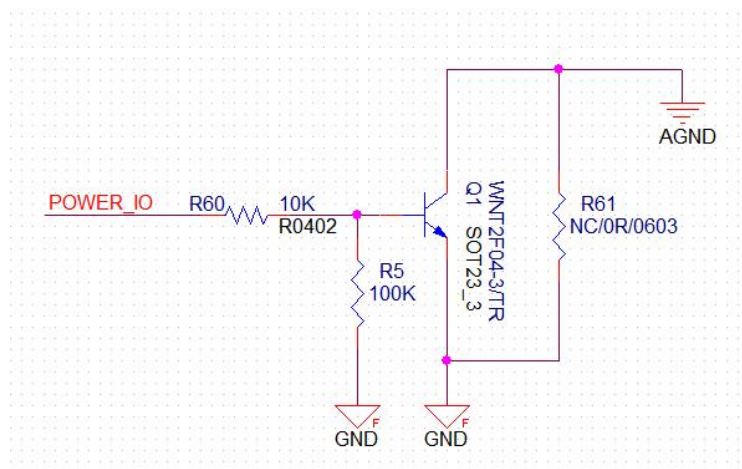 AGND
POWER_IO
R60
10K
R0402
Q1
WNT2F04-3/TR
SOT23_3
R61
NC/0R/0603
R5
100K
F
GND
F
GND